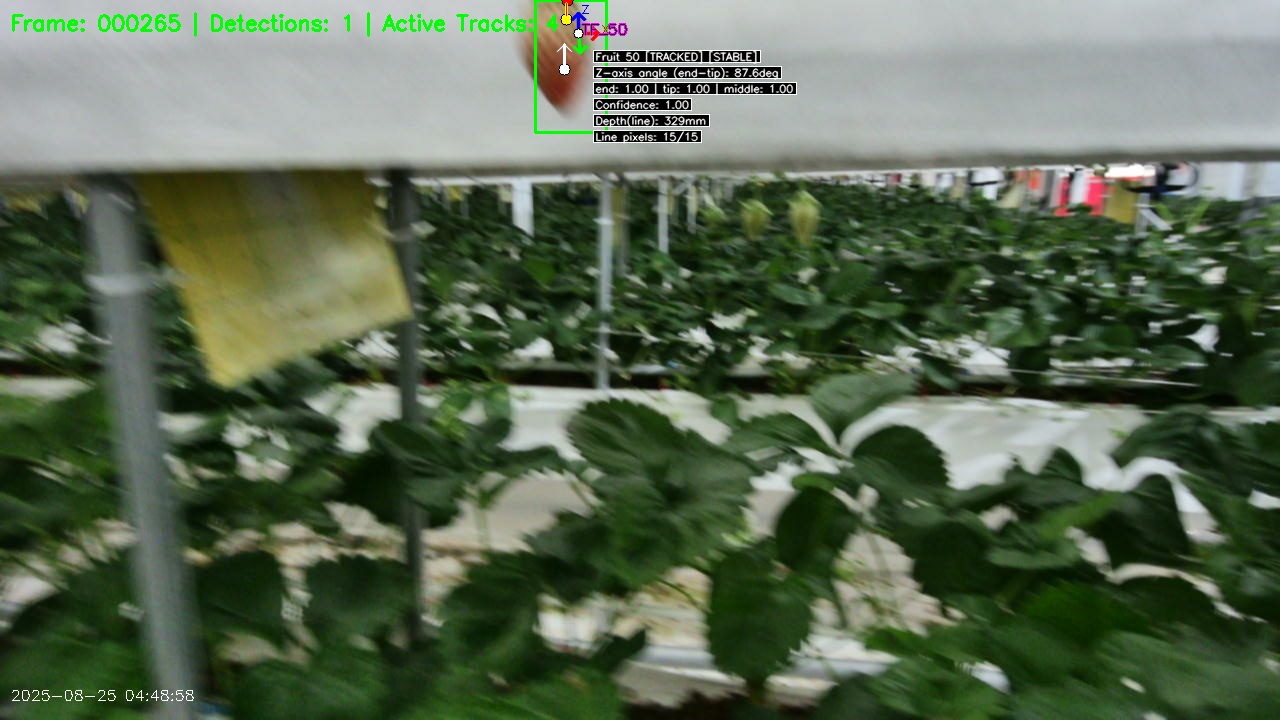 Frame: 000265 | Detections: 1 | Active Tracks: 4
Z
TF_50
Fruit 50 [TRACKED] [STABLE]
Z-axis angle (end-tip): 87.6deg
end: 1.00 | tip: 1.00 | middle: 1.00
Confidence: 1.00
Depth(line): 329mm
Line pixels: 15/15
2025-08-25 04:48:58